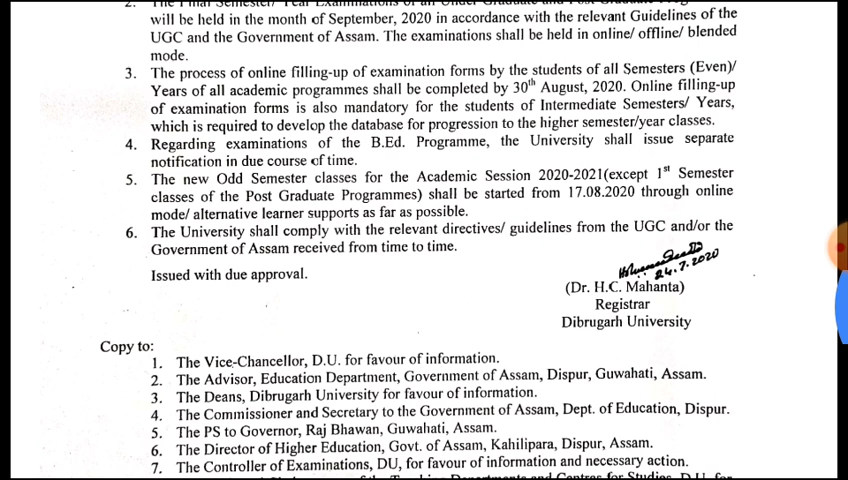 2. The Final Semester/ Year Examinations of all Under Graduate and Post Graduate
will be held in the month of September, 2020 in accordance with the relevant Guidelines of the
UGC and the Government of Assam. The examinations shall be held in online/ offline/ blended
mode.
3. The process of online filling-up of examination forms by the students of all Semesters (Even)/
Years of all academic programmes shall be completed by 30th August, 2020. Online filling-up
of examination forms is also mandatory for the students of Intermediate Semesters/ Years,
which is required to develop the database for progression to the higher semester/year classes.
4. Regarding examinations of the B.Ed. Programme, the University shall issue separate
notification in due course of time.
5. The new Odd Semester classes for the Academic Session 2020-2021(except 1st Semester
classes of the Post Graduate Programmes) shall be started from 17.08.2020 through online
mode/ alternative learner supports as far as possible.
6. The University shall comply with the relevant directives/ guidelines from the UGC and/or the
Government of Assam received from time to time.
Issued with due approval.
24.7.2020
(Dr. H.C. Mahanta)
Registrar
Dibrugarh University
Copy to:
1. The Vice-Chancellor, D.U. for favour of information.
2. The Advisor, Education Department, Government of Assam, Dispur, Guwahati, Assam.
3. The Deans, Dibrugarh University for favour of information.
4. The Commissioner and Secretary to the Government of Assam, Dept. of Education, Dispur.
5. The PS to Governor, Raj Bhawan, Guwahati, Assam.
6. The Director of Higher Education, Govt. of Assam, Kahilipara, Dispur, Assam.
7. The Controller of Examinations, DU, for favour of information and necessary action.